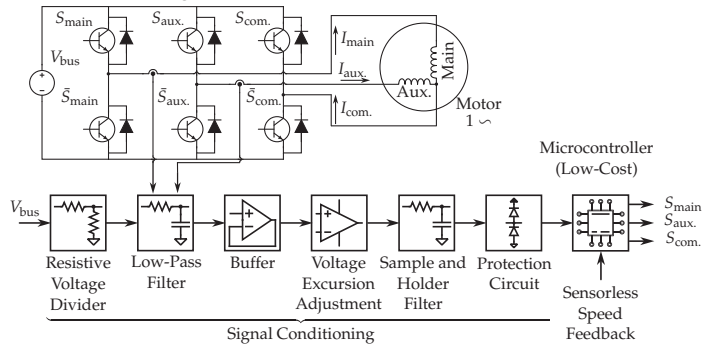 S_main S_aux. S_com.
V_bus
+
−
S̄_main S̄_aux. S̄_com.
I_main
I_aux.
I_com.
Main
Aux.
Motor
1 ∽
Microcontroller
(Low-Cost)
V_bus
+
−
+
−
S_main
S_aux.
S_com.
Resistive
Voltage
Divider
Low-Pass
Filter
Buffer
Voltage
Excursion
Adjustment
Sample and
Holder
Filter
Protection
Circuit
Sensorless
Speed
Feedback
Signal Conditioning